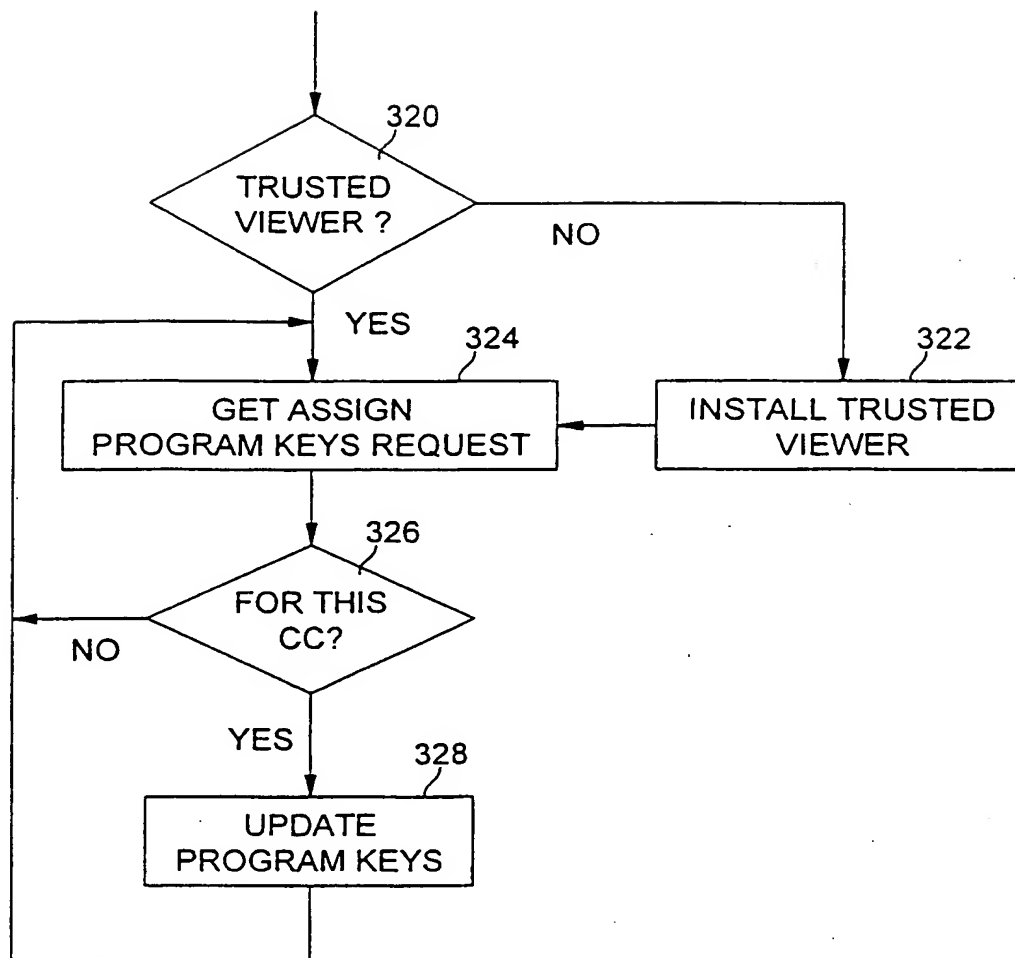 320
TRUSTED
VIEWER ?
NO
YES
324
322
GET ASSIGN
PROGRAM KEYS REQUEST
INSTALL TRUSTED
VIEWER
326
FOR THIS
CC?
NO
YES
328
UPDATE
PROGRAM KEYS